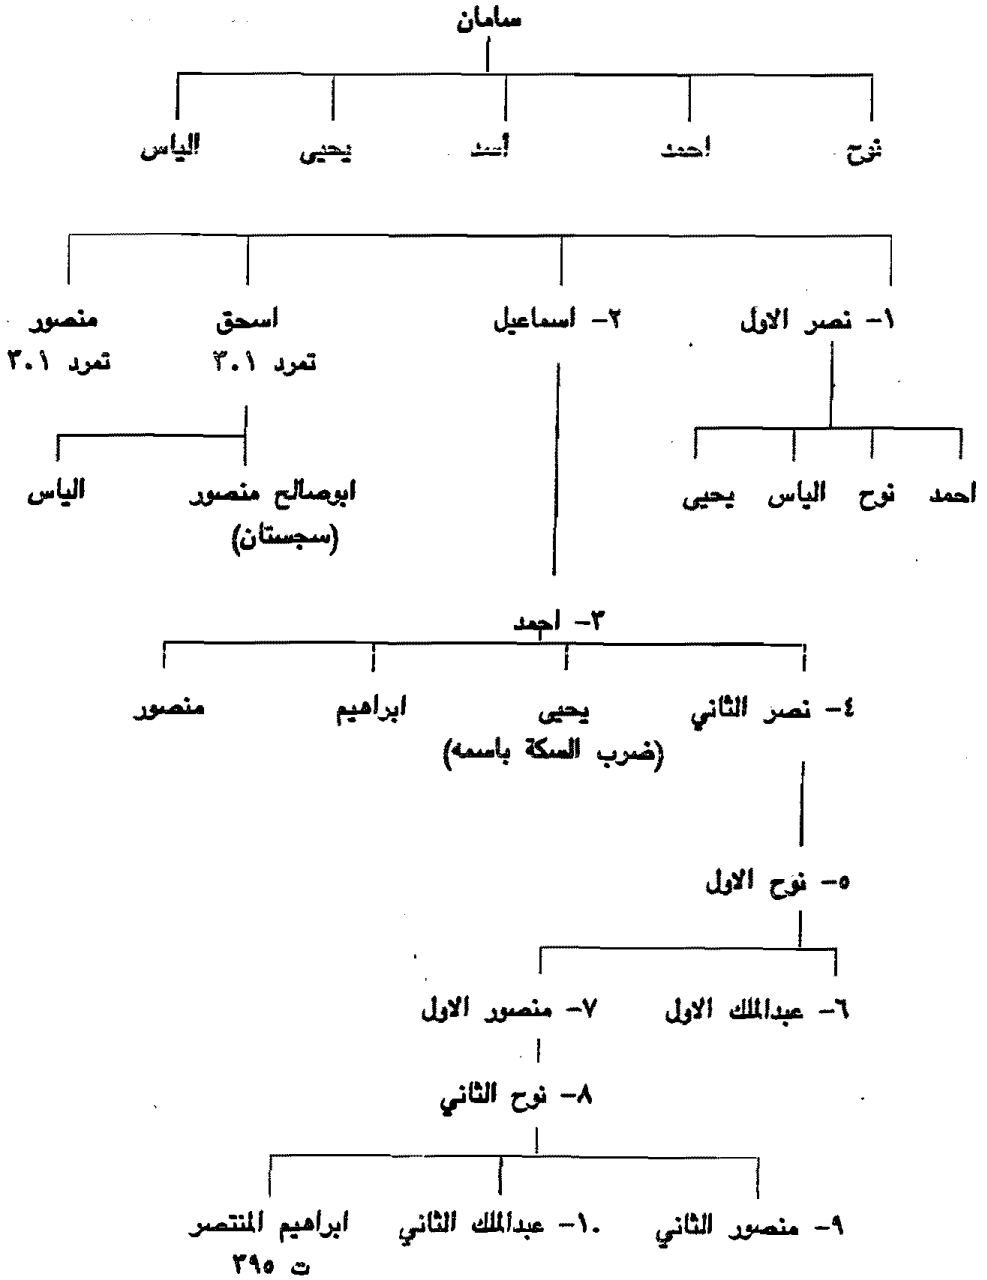 سامان
نوح احمد أسد يحيى الياس
١- نصر الاول ٢- اسماعيل اسحق منصور
تمرد ٣٠١ تمرد ٣٠١
احمد نوح الياس يحيى ابوصالح منصور الياس
(سجستان)
٣- احمد
٤- نصر الثاني يحيى ابراهيم منصور
(ضرب السكة باسمه)
٥- نوح الاول
٦- عبدالملك الاول ٧- منصور الاول
٨- نوح الثاني
٩- منصور الثاني ١٠- عبدالملك الثاني ابراهيم المنتصر
ت ٣٩٥